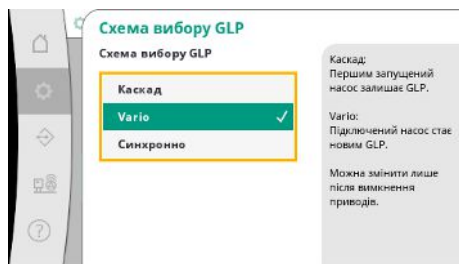 Схема вибору GLP
Схема вибору GLP
Каскад
Vario
Синхронно
Каскад:
Першим запущений
насос залишає GLP.
Vario:
Підключений насос стає
новим GLP.
Можна змінити лише
після вимкнення
приводів.